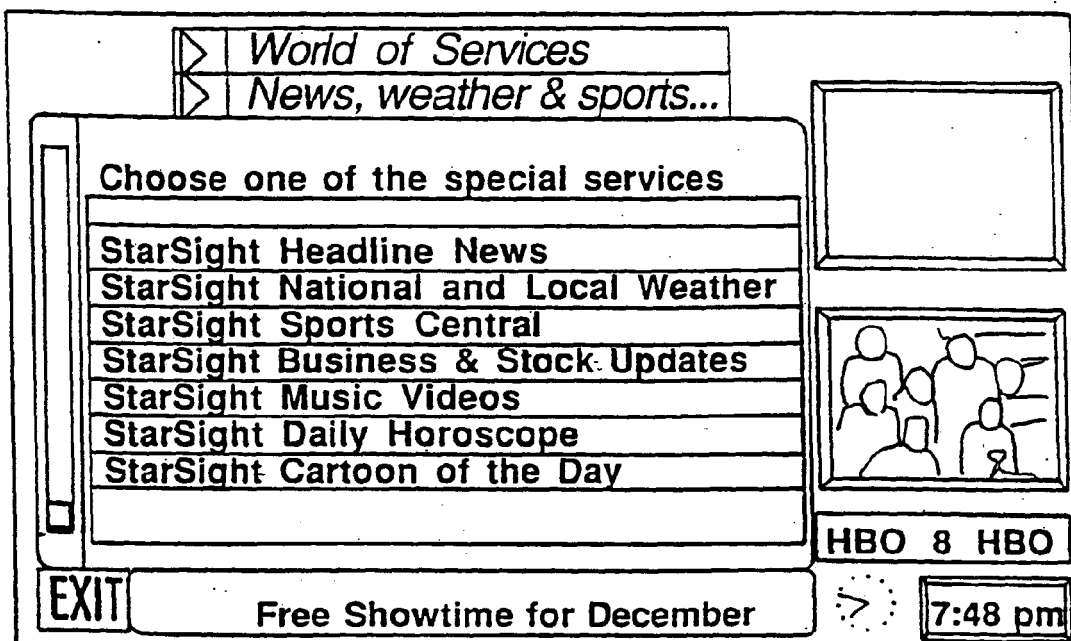 World of Services
News, weather & sports...
Choose one of the special services
StarSight Headline News
StarSight National and Local Weather
StarSight Sports Central
StarSight Business & Stock Updates
StarSight Music Videos
StarSight Daily Horoscope
StarSight Cartoon of the Day
HBO 8 HBO
EXIT
Free Showtime for December
7:48 pm